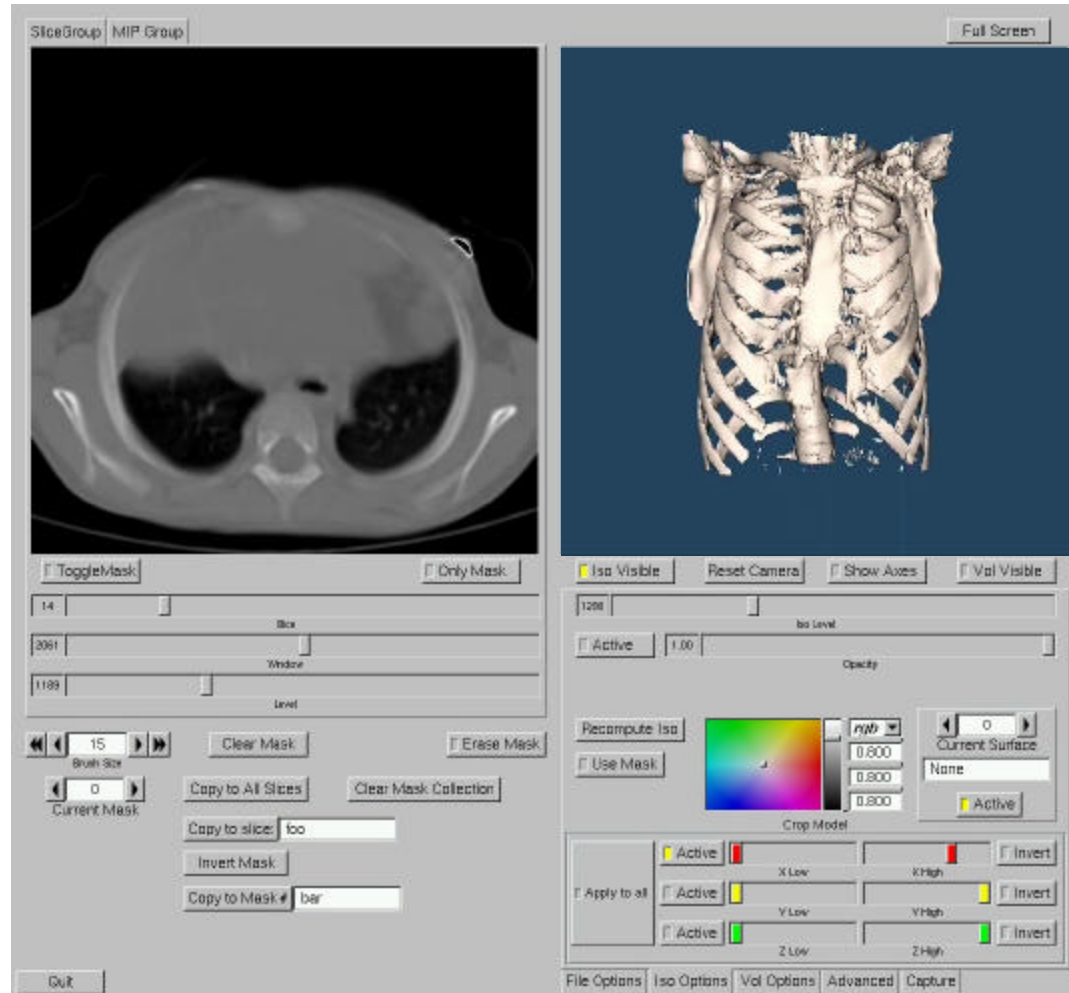 SliceGroup MIP Group
Full Screen
ToggleMask
Only Mask
14
Slice
2061
Window
1189
Level
15
Brush Size
Clear Mask
Erase Mask
0
Current Mask
Copy to All Slices
Clear Mask Collection
Copy to slice: foo
Invert Mask
Copy to Mask # bar
Quit
Iso Visible
Reset Camera
Show Axes
Vol Visible
Iso Level
Active
1.00
Opacity
Recompute Iso
Use Mask
rgb
0.800
0.800
0.800
0
Current Surface
None
Active
Crop Model
Apply to all
Active
X Low
X High
Invert
Active
Y Low
Y High
Invert
Active
Z Low
Z High
Invert
File Options Iso Options Vol Options Advanced Capture